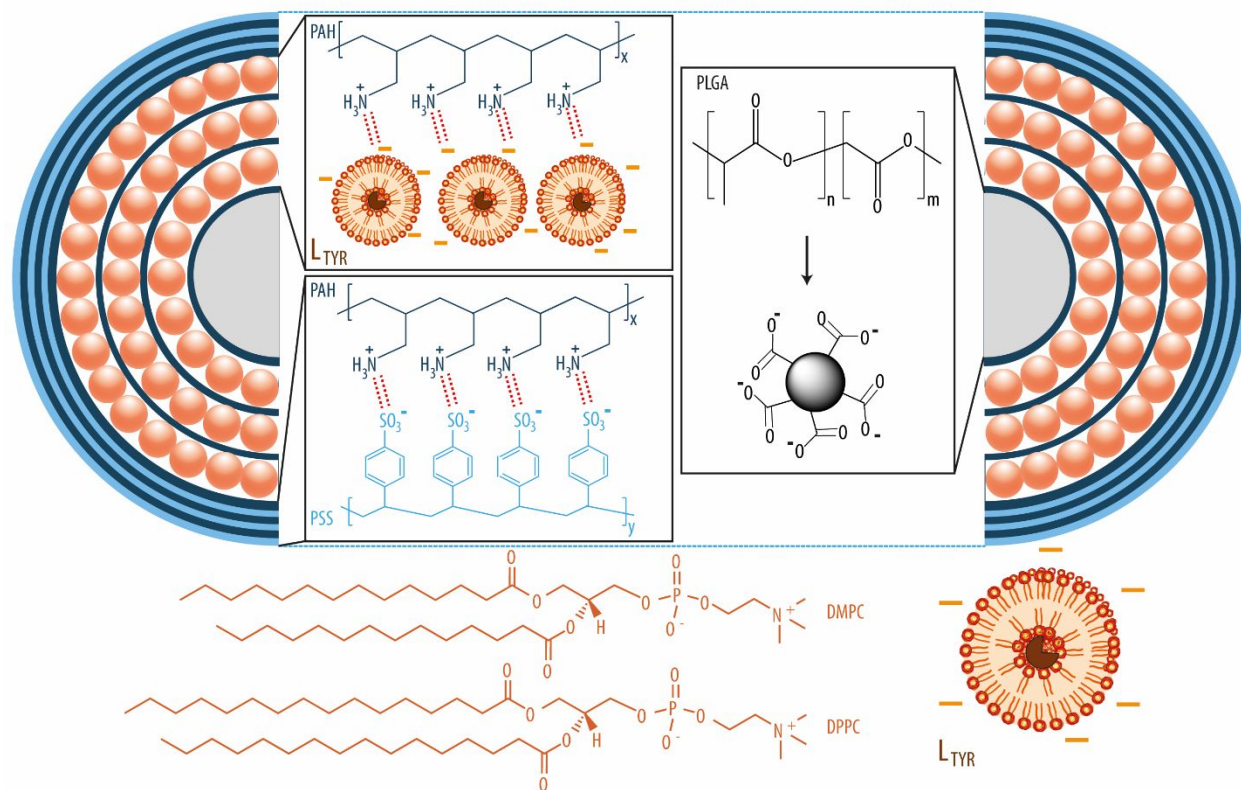 PAH
x
+ + + +
H3N H3N H3N H3N
LTYR
PAH
x
+ + + +
H3N H3N H3N H3N
SO3- SO3- SO3- SO3-
PSS
y
PLGA
O
O
O
O
n
m
O - O O -
O O
- O O
O O
O O -
- O O
O
O
O
O
H
O
P
O
O-
N+
DMPC
O
O
O
O
H
O
P
O
O-
N+
DPPC
LTYR